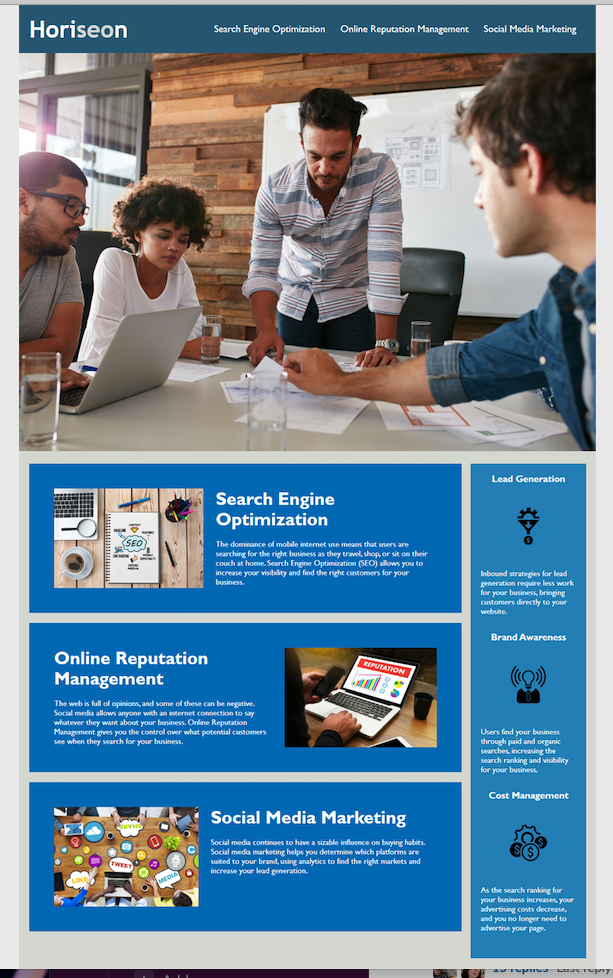 Horiseon
Search Engine Optimization
Online Reputation Management
Social Media Marketing
Search Engine
Optimization
The dominance of mobile internet use means that users are
searching for the right business as they travel, shop, or sit on their
couch at home. Search Engine Optimization (SEO) allows you to
increase your visibility and find the right customers for your
business.
SEO
Online Reputation
Management
The web is full of opinions, and some of these can be negative.
Social media allows anyone with an internet connection to say
whatever they want about your business. Online Reputation
Management gives you the control over what potential customers
see when they search for your business.
REPUTATION
Social Media Marketing
Social media continues to have a sizable influence on buying habits.
Social media marketing helps you determine which platforms are
suited to your brand, using analytics to find the right markets and
increase your lead generation.
TWEET
LIKE
MEDIA
Lead Generation
Inbound strategies for lead
generation require less work
for your business, bringing
customers directly to your
website.
Brand Awareness
Users find your business
through paid and organic
searches, increasing the
search ranking and visibility
for your business.
Cost Management
As the search ranking for
your business increases, your
advertising costs decrease,
and you no longer need to
advertise your page.